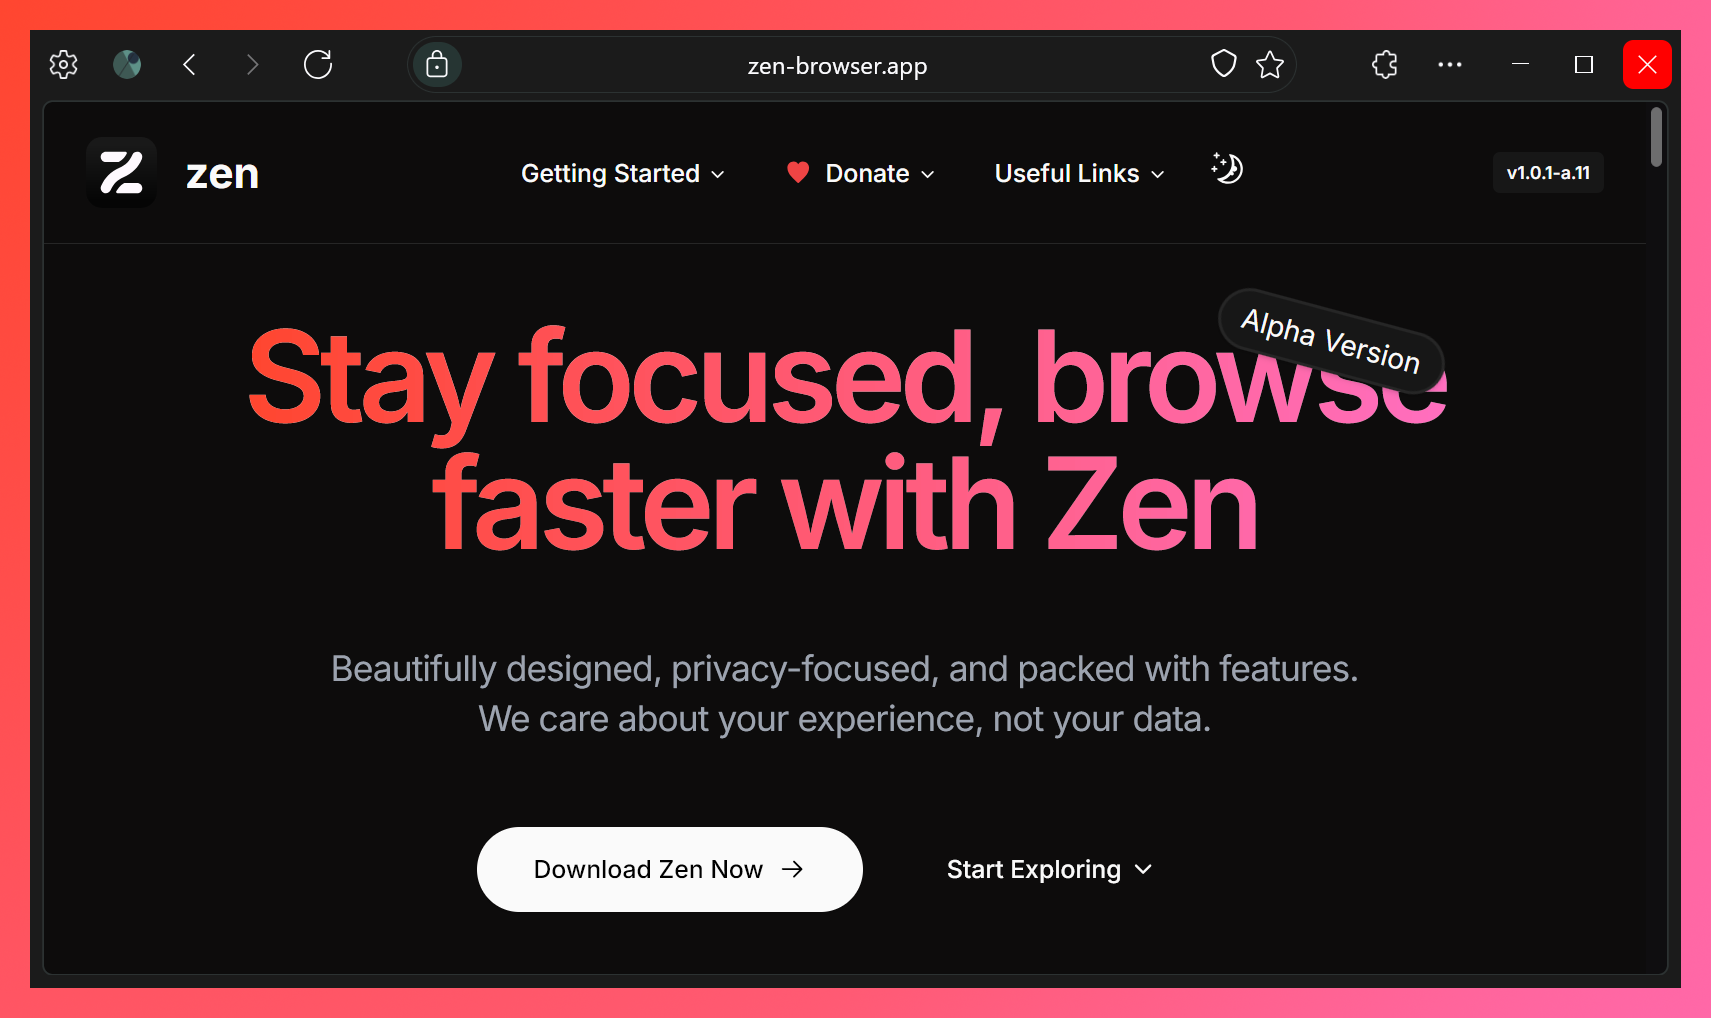 zen-browser.app
zen
Getting Started
Donate
Useful Links
v1.0.1-a.11
Alpha Version
Stay focused, browse
faster with Zen
Beautifully designed, privacy-focused, and packed with features.
We care about your experience, not your data.
Download Zen Now
Start Exploring